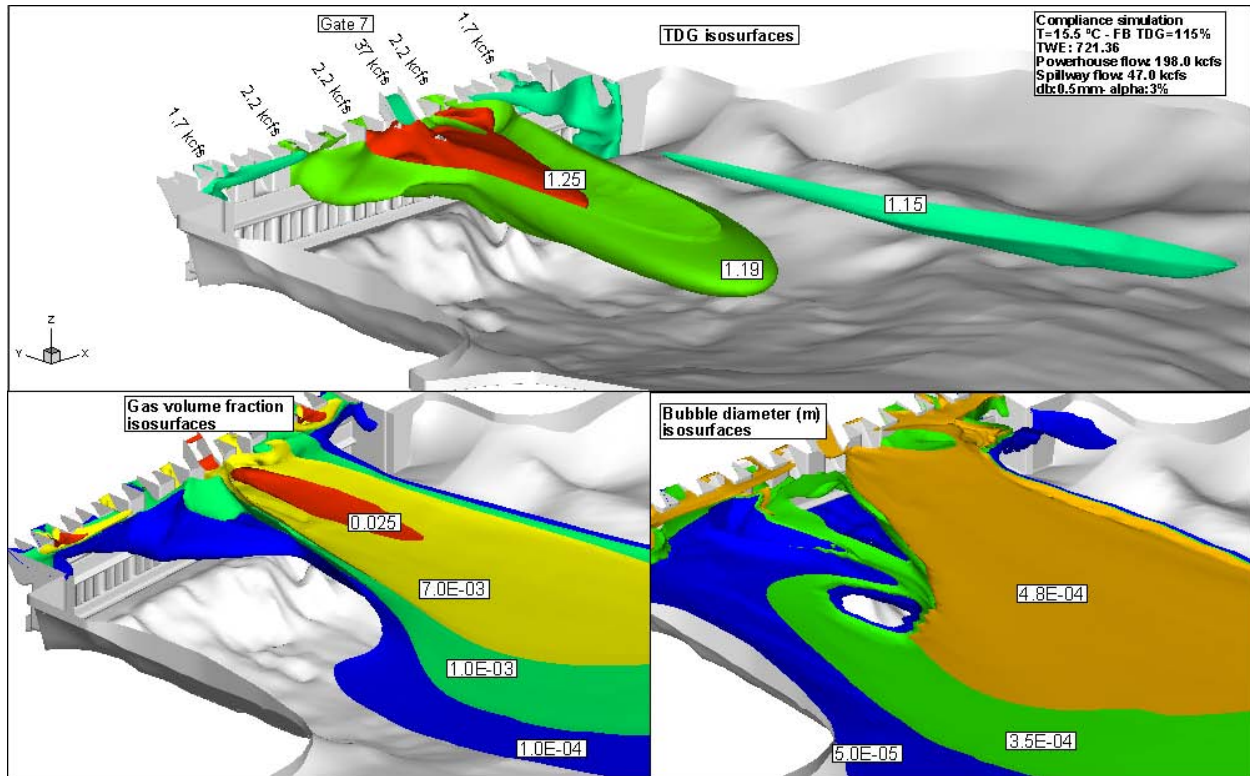 Gate 7
TDG isosurfaces
Compliance simulation
T=15.5 ºC - FB TDG=115%
TWE: 721.36
Powerhouse flow: 198.0 kcfs
Spillway flow: 47.0 kcfs
db:0.5mm- alpha:3%
1.7 kcfs
2.2 kcfs
2.2 kcfs
37 kcfs
2.2 kcfs
1.7 kcfs
1.25
1.15
1.19
Z
Y
X
Gas volume fraction
isosurfaces
0.025
7.0E-03
1.0E-03
1.0E-04
Bubble diameter (m)
isosurfaces
4.8E-04
3.5E-04
5.0E-05